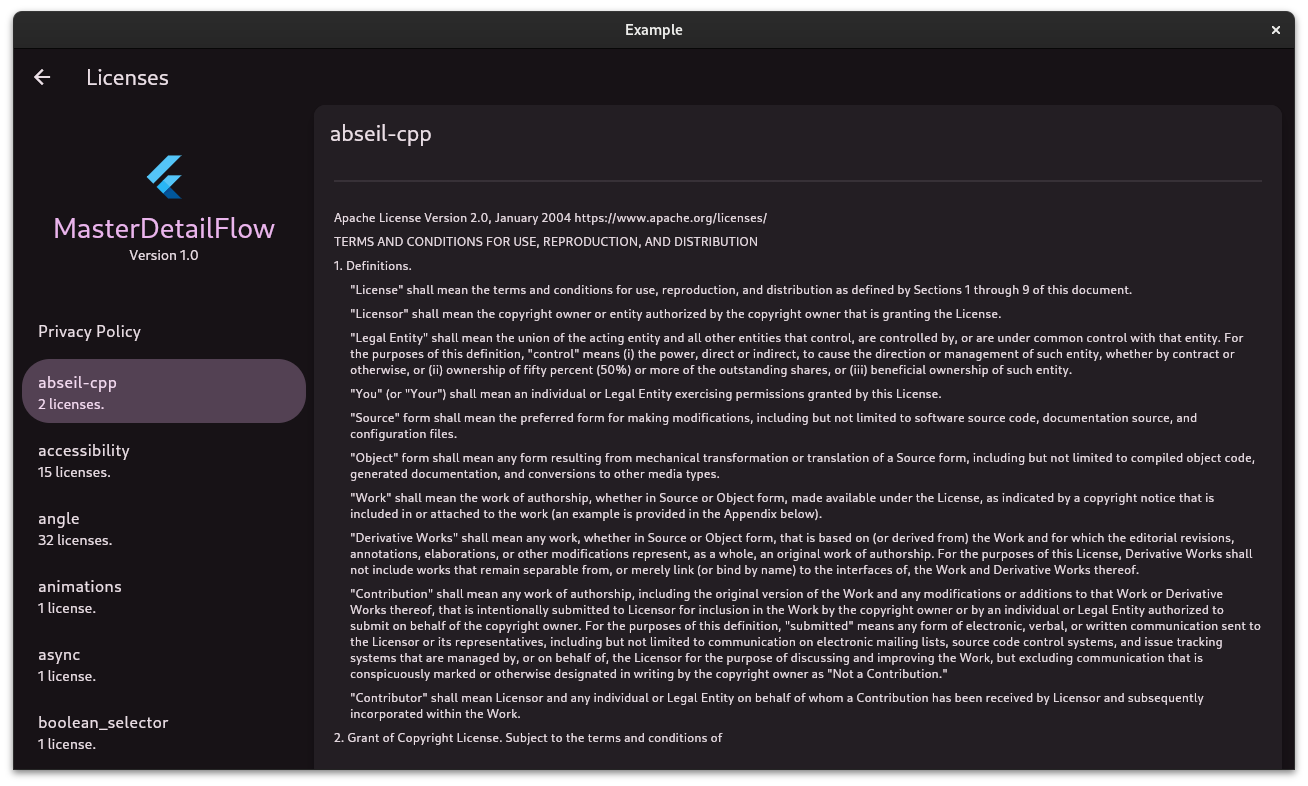 Example
Licenses
MasterDetailFlow
Version 1.0
Privacy Policy
abseil-cpp
2 licenses.
accessibility
15 licenses.
angle
32 licenses.
animations
1 license.
async
1 license.
boolean_selector
1 license.
abseil-cpp
Apache License Version 2.0, January 2004 https://www.apache.org/licenses/
TERMS AND CONDITIONS FOR USE, REPRODUCTION, AND DISTRIBUTION
1. Definitions.
"License" shall mean the terms and conditions for use, reproduction, and distribution as defined by Sections 1 through 9 of this document.
"Licensor" shall mean the copyright owner or entity authorized by the copyright owner that is granting the License.
"Legal Entity" shall mean the union of the acting entity and all other entities that control, are controlled by, or are under common control with that entity. For
the purposes of this definition, "control" means (i) the power, direct or indirect, to cause the direction or management of such entity, whether by contract or
otherwise, or (ii) ownership of fifty percent (50%) or more of the outstanding shares, or (iii) beneficial ownership of such entity.
"You" (or "Your") shall mean an individual or Legal Entity exercising permissions granted by this License.
"Source" form shall mean the preferred form for making modifications, including but not limited to software source code, documentation source, and
configuration files.
"Object" form shall mean any form resulting from mechanical transformation or translation of a Source form, including but not limited to compiled object code,
generated documentation, and conversions to other media types.
"Work" shall mean the work of authorship, whether in Source or Object form, made available under the License, as indicated by a copyright notice that is
included in or attached to the work (an example is provided in the Appendix below).
"Derivative Works" shall mean any work, whether in Source or Object form, that is based on (or derived from) the Work and for which the editorial revisions,
annotations, elaborations, or other modifications represent, as a whole, an original work of authorship. For the purposes of this License, Derivative Works shall
not include works that remain separable from, or merely link (or bind by name) to the interfaces of, the Work and Derivative Works thereof.
"Contribution" shall mean any work of authorship, including the original version of the Work and any modifications or additions to that Work or Derivative
Works thereof, that is intentionally submitted to Licensor for inclusion in the Work by the copyright owner or by an individual or Legal Entity authorized to
submit on behalf of the copyright owner. For the purposes of this definition, "submitted" means any form of electronic, verbal, or written communication sent to
the Licensor or its representatives, including but not limited to communication on electronic mailing lists, source code control systems, and issue tracking
systems that are managed by, or on behalf of, the Licensor for the purpose of discussing and improving the Work, but excluding communication that is
conspicuously marked or otherwise designated in writing by the copyright owner as "Not a Contribution."
"Contributor" shall mean Licensor and any individual or Legal Entity on behalf of whom a Contribution has been received by Licensor and subsequently
incorporated within the Work.
2. Grant of Copyright License. Subject to the terms and conditions of